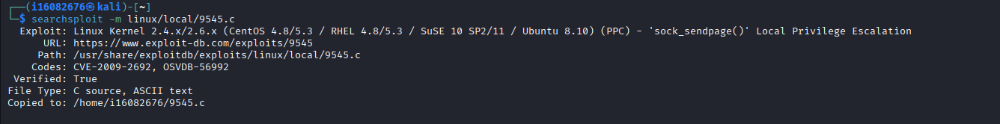 ┌──(i16082676㉿kali)-[~]
└─$ searchsploit -m linux/local/9545.c
  Exploit: Linux Kernel 2.4.x/2.6.x (CentOS 4.8/5.3 / RHEL 4.8/5.3 / SuSE 10 SP2/11 / Ubuntu 8.10) (PPC) - 'sock_sendpage()' Local Privilege Escalation
      URL: https://www.exploit-db.com/exploits/9545
     Path: /usr/share/exploitdb/exploits/linux/local/9545.c
    Codes: CVE-2009-2692, OSVDB-56992
 Verified: True
File Type: C source, ASCII text
Copied to: /home/i16082676/9545.c